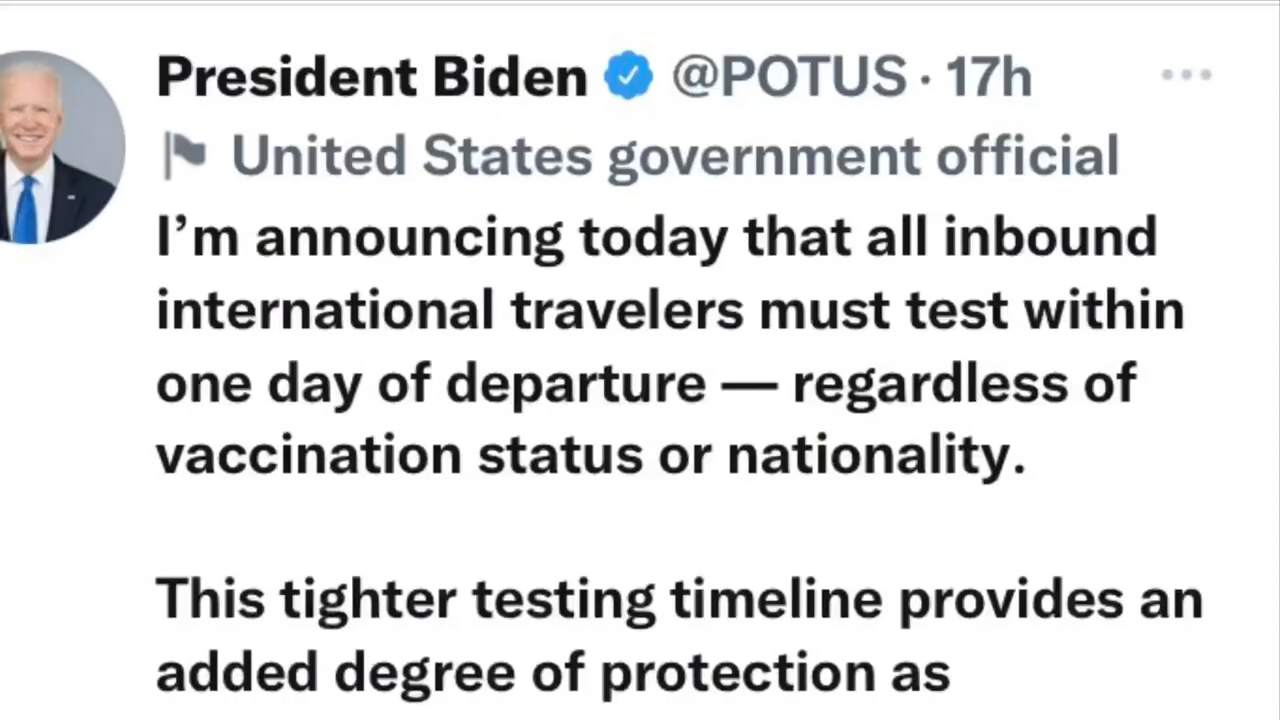 President Biden @POTUS · 17h
United States government official
I’m announcing today that all inbound
international travelers must test within
one day of departure — regardless of
vaccination status or nationality.
This tighter testing timeline provides an
added degree of protection as